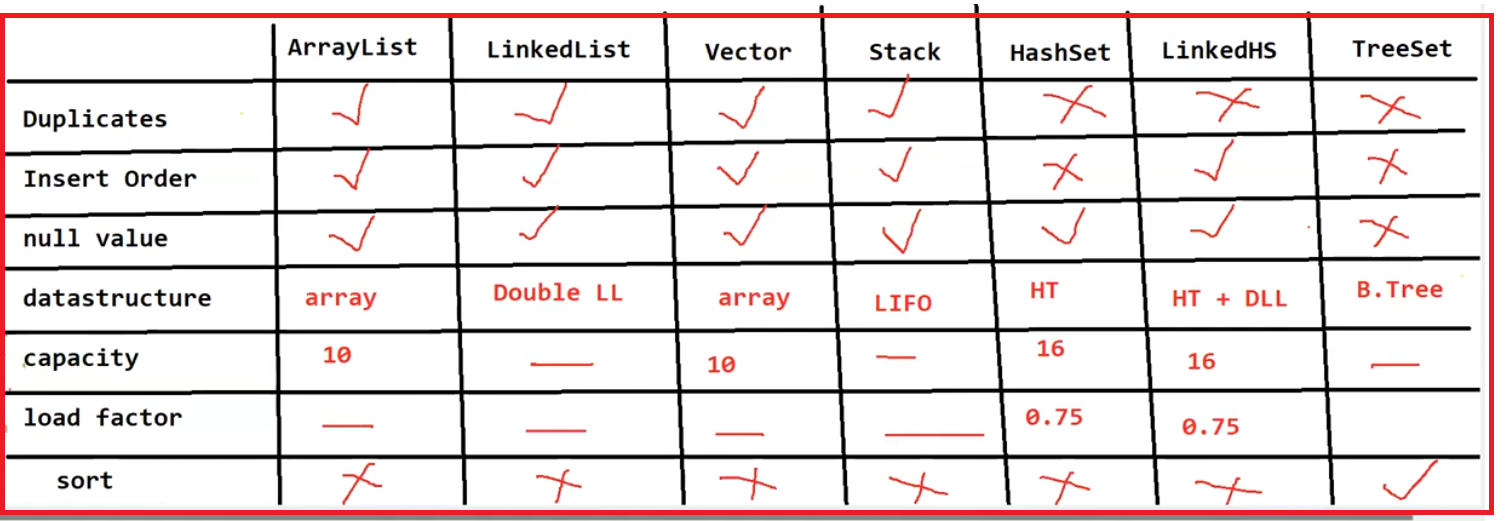 ArrayList LinkedList Vector Stack HashSet LinkedHS TreeSet
Duplicates ✓ ✓ ✓ ✓ ✗ ✗ ✗
Insert Order ✓ ✓ ✓ ✓ ✗ ✓ ✗
null value ✓ ✓ ✓ ✓ ✓ ✓ ✗
datastructure array Double LL array LIFO HT HT + DLL B.Tree
capacity 10 — 10 — 16 16 —
load factor — — — — 0.75 0.75
sort ✗ ✗ ✗ ✗ ✗ ✗ ✓